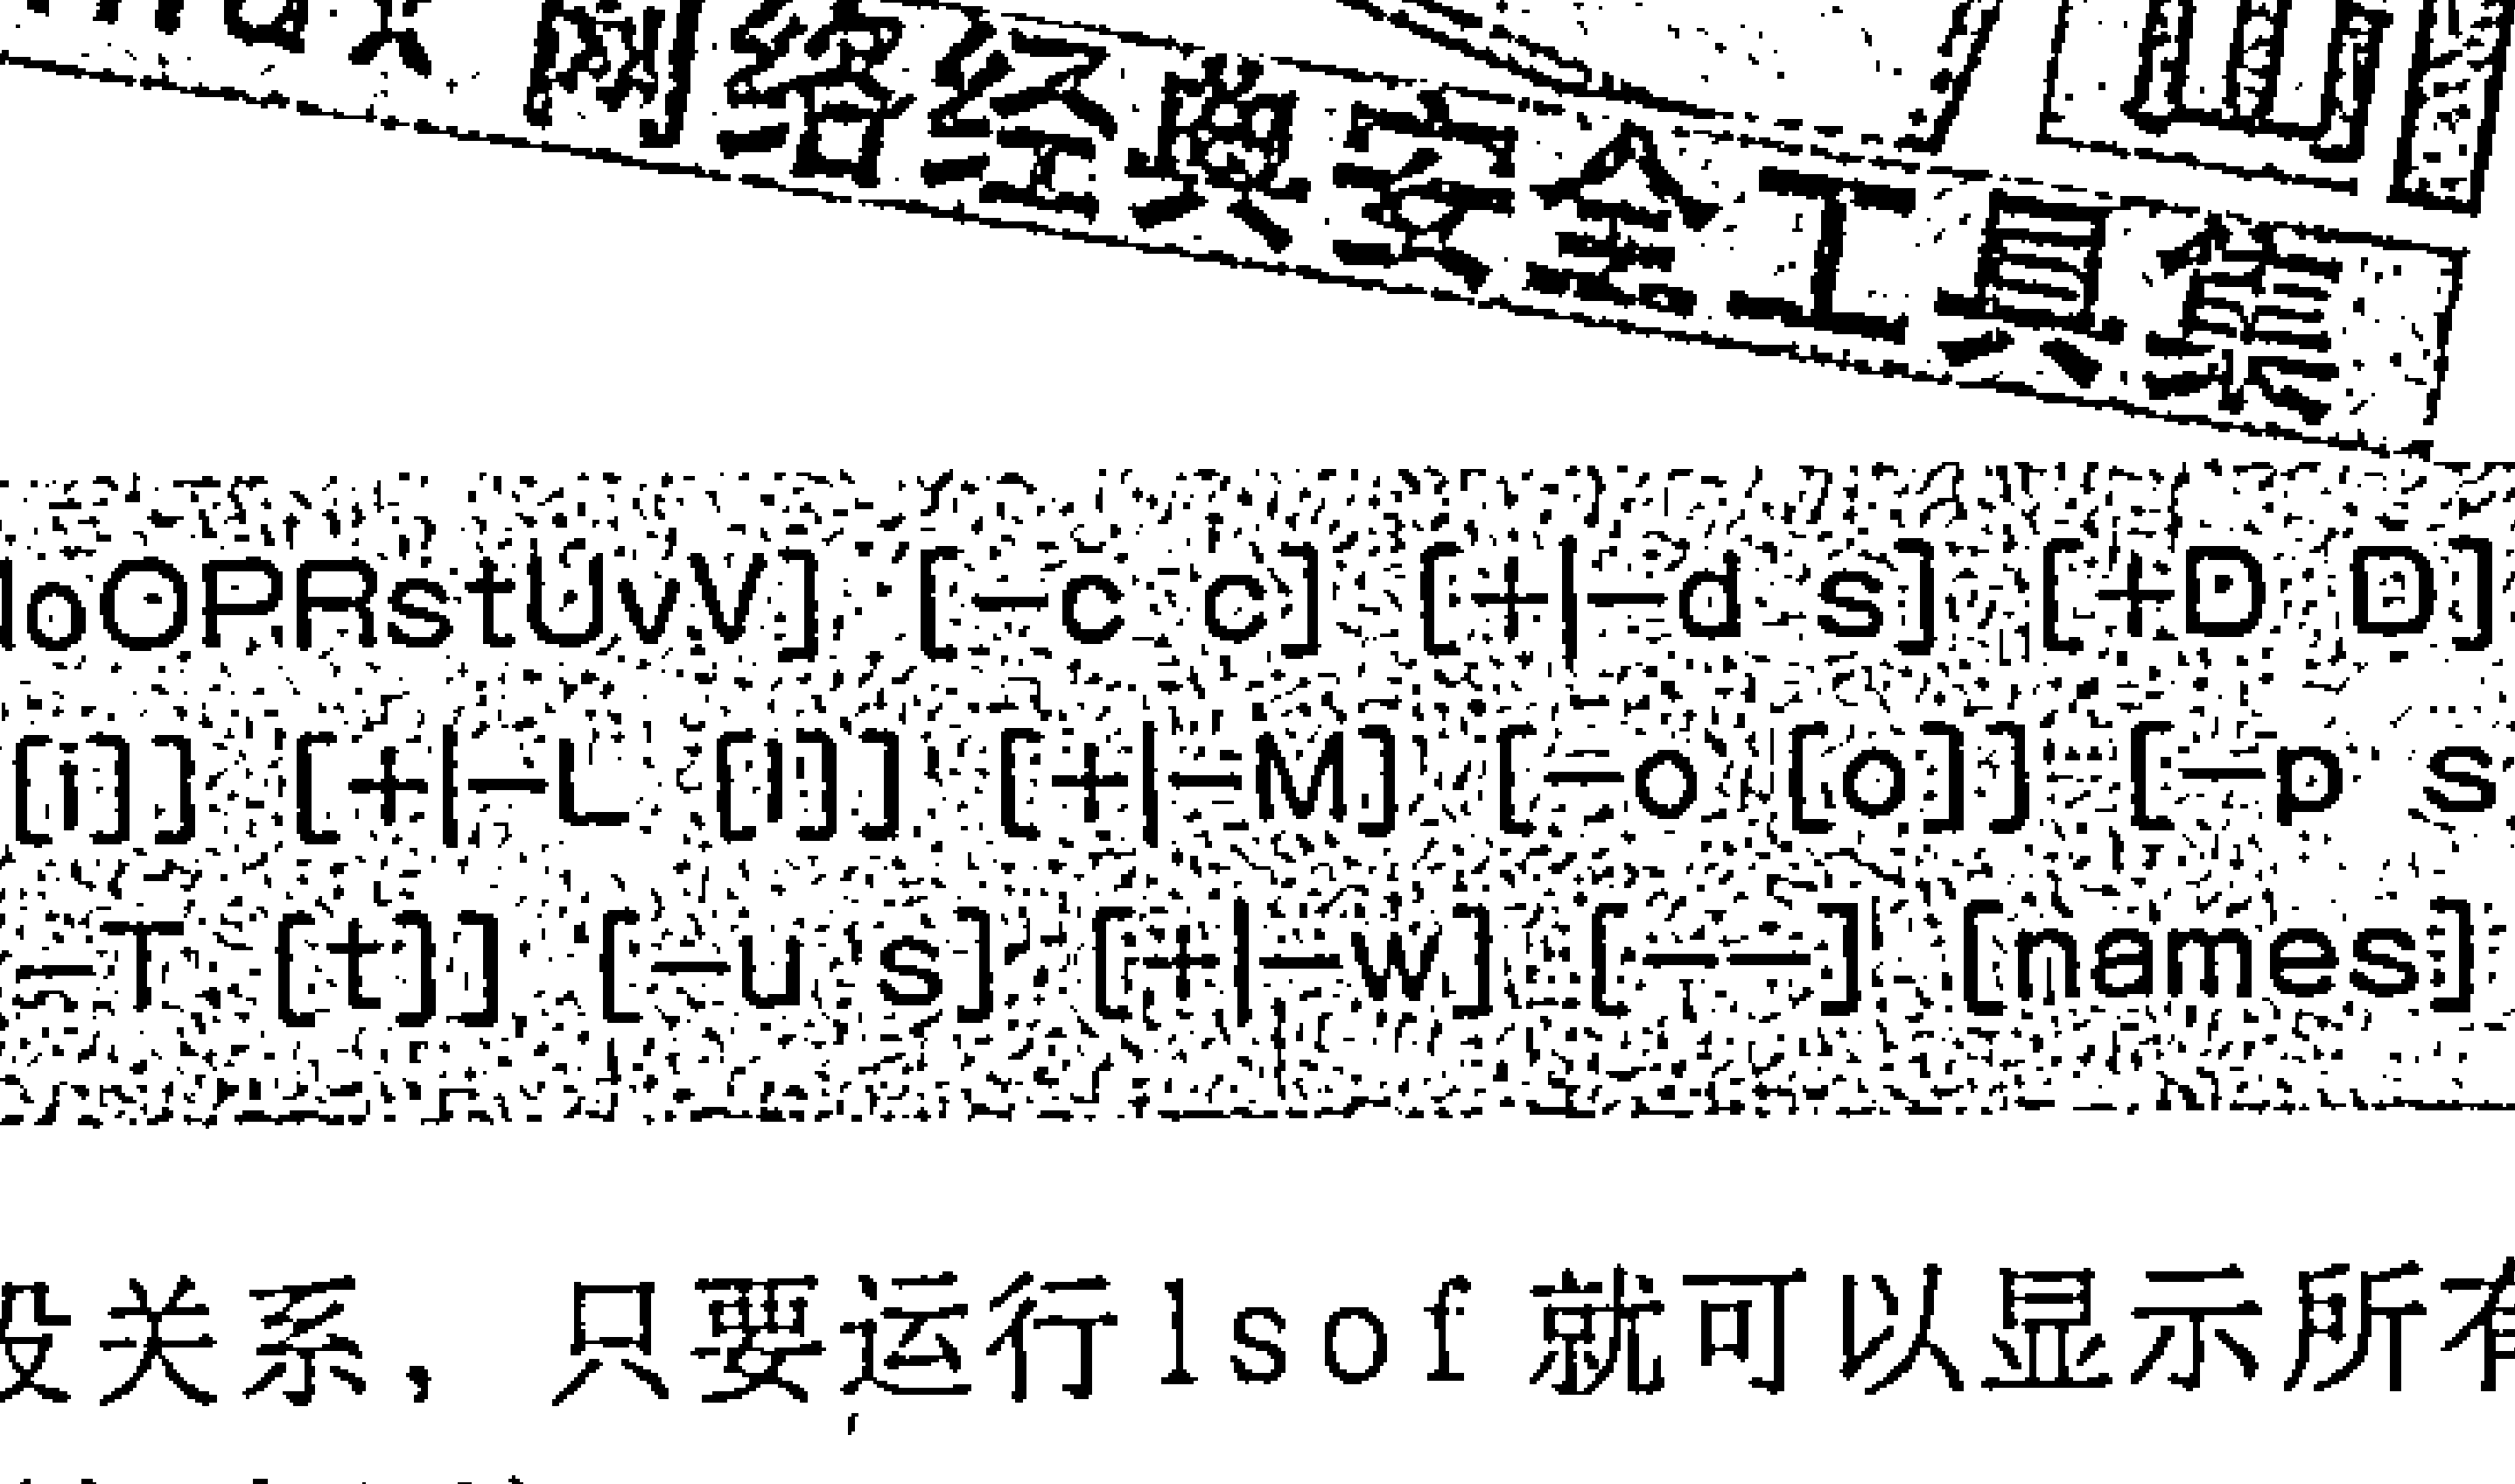 网络经典安全工具集
loOPRstUvV] [-c c] [+|-d s] [+D D]
[i]] [+|-L [l]] [+|-M] [-o [o]] [-p s
-T [t]] [-u s] [+|-w] [--] [names]
没关系, 只要运行lsof 就可以显示所有